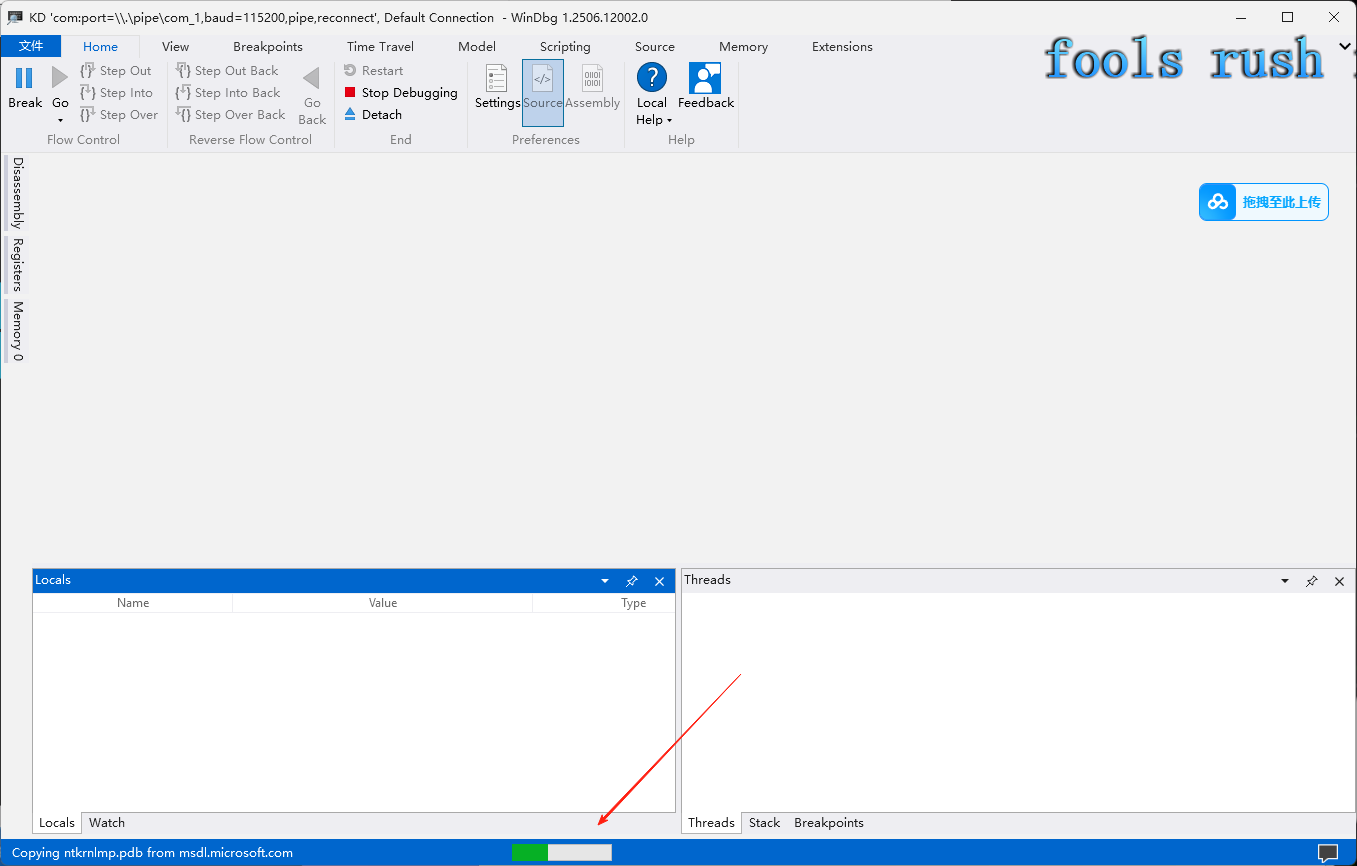 KD 'com:port=\\.\pipe\com_1,baud=115200,pipe,reconnect', Default Connection - WinDbg 1.2506.12002.0
文件 Home View Breakpoints Time Travel Model Scripting Source Memory Extensions
fools rush
Break
Go
Step Out
Step Into
Step Over
Flow Control
Step Out Back
Step Into Back
Step Over Back
Go
Back
Reverse Flow Control
Restart
Stop Debugging
Detach
End
Settings
Source
Assembly
Preferences
Local
Help
Feedback
Help
Disassembly
Registers
Memory 0
拖拽至此上传
Locals
Name Value Type
Locals Watch
Threads
Threads Stack Breakpoints
Copying ntkrnlmp.pdb from msdl.microsoft.com